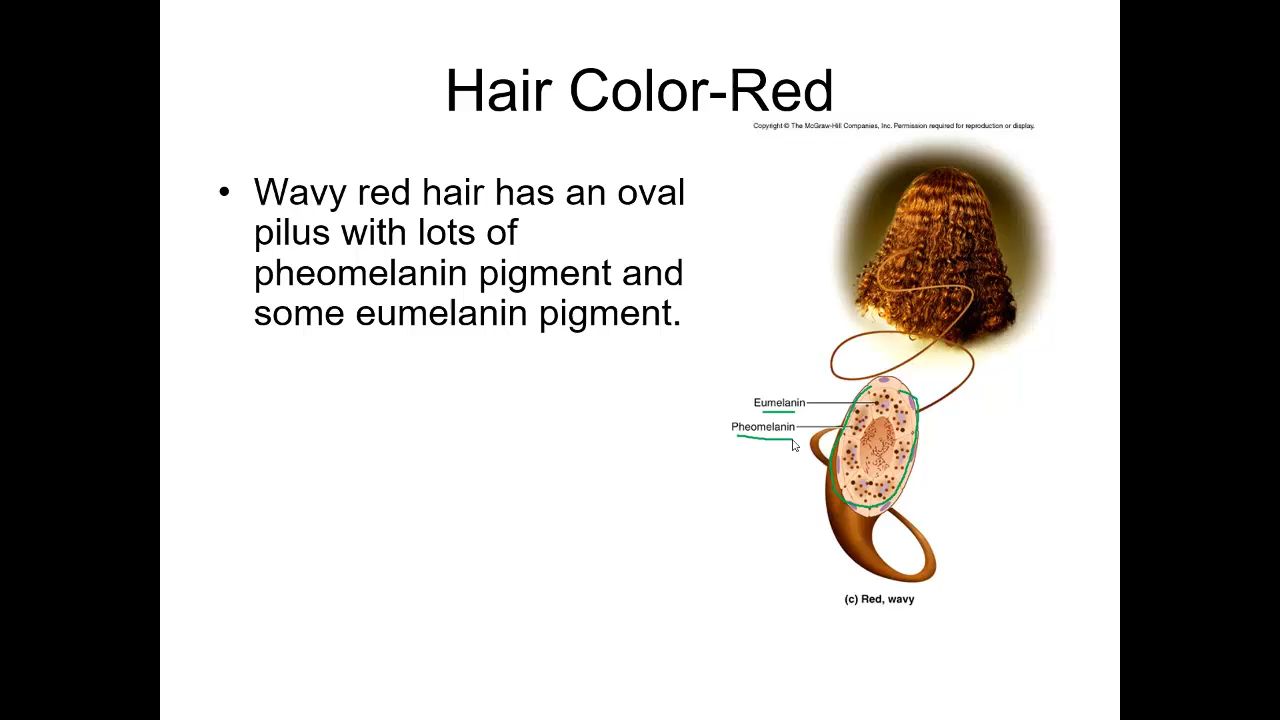 Hair Color-Red
Copyright © The McGraw-Hill Companies, Inc. Permission required for reproduction or display.
• Wavy red hair has an oval
pilus with lots of
pheomelanin pigment and
some eumelanin pigment.
Eumelanin
Pheomelanin
(c) Red, wavy